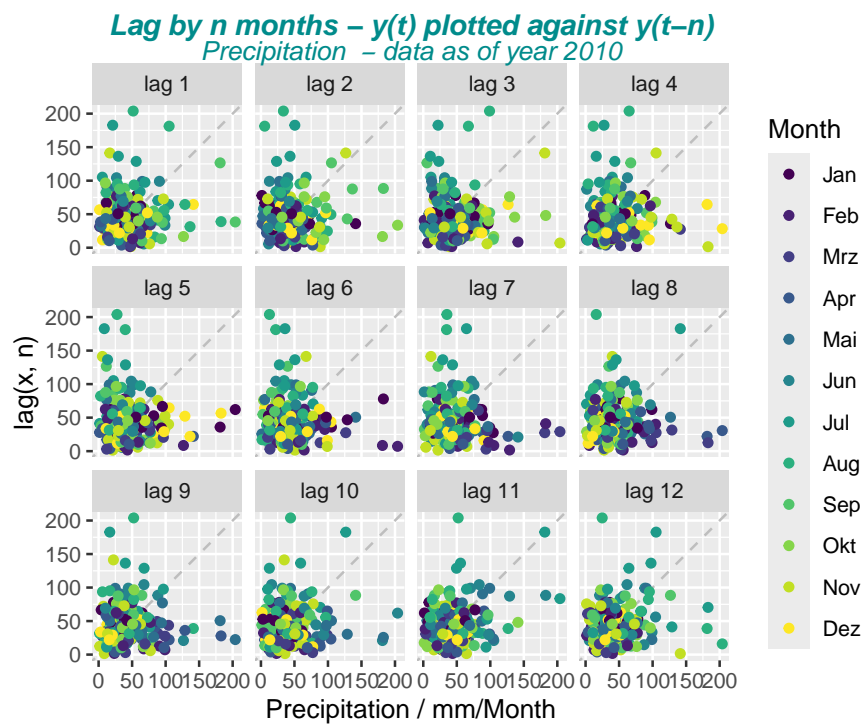 Lag by n months – y(t) plotted against y(t–n)
Precipitation – data as of year 2010
lag 1 lag 2 lag 3 lag 4
200
150
100
50
0
lag 5 lag 6 lag 7 lag 8
200
150
100
50
0
lag 9 lag 10 lag 11 lag 12
200
150
100
50
0
0 50 100 150 200 0 50 100 150 200 0 50 100 150 200 0 50 100 150 200
Precipitation / mm/Month
lag(x, n)
Month
Jan
Feb
Mrz
Apr
Mai
Jun
Jul
Aug
Sep
Okt
Nov
Dez